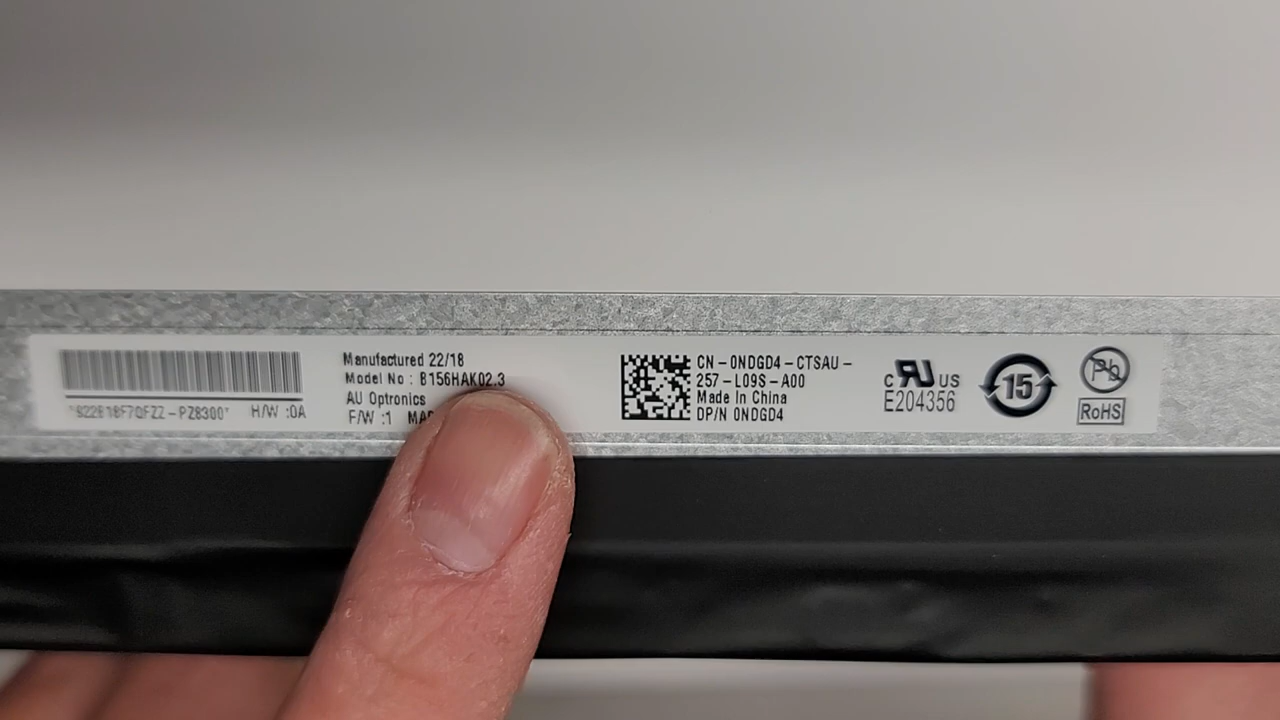 PZ8300" H/W :0A
Manufactured 22/18
Model No : B156HAK02.3
AU Optronics
F/W :1
CN-0NDGD4-CTSAU-
257-L09S-A00
Made In China
DP/N 0NDGD4
C US
E204356
15
Pb
RoHS